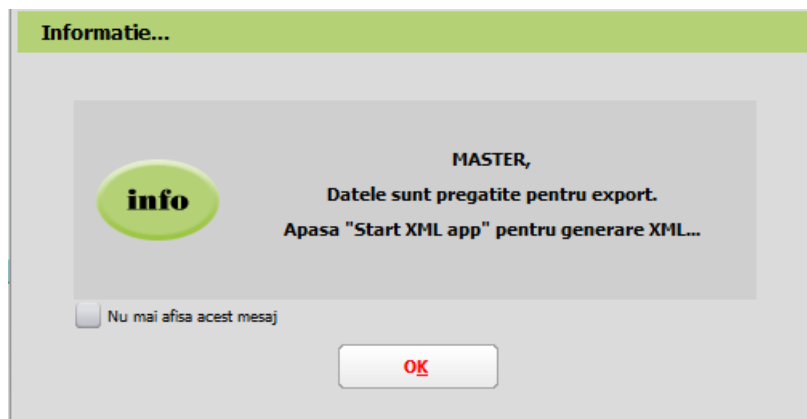 Informatie...
MASTER,
Datele sunt pregatite pentru export.
info
Apasa "Start XML app" pentru generare XML...
Nu mai afisa acest mesaj
OK